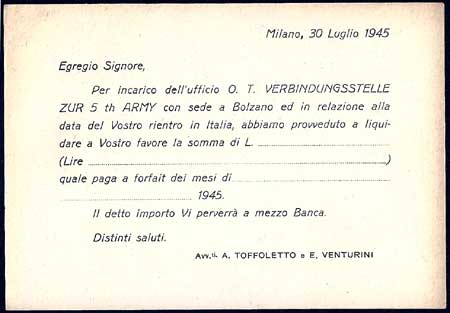 Milano, 30 Luglio 1945
Egregio Signore,
Per incarico dell'ufficio O. T. VERBINDUNGSSTELLE
ZUR 5 th ARMY con sede a Bolzano ed in relazione alla
data del Vostro rientro in Italia, abbiamo provveduto a liqui-
dare a Vostro favore la somma di L. ..............................
(Lire ............................................................)
quale paga a forfait dei mesi di..............................
.............................. 1945.
Il detto importo Vi perverrà a mezzo Banca.
Distinti saluti.
Avv.ti A. TOFFOLETTO e E. VENTURINI